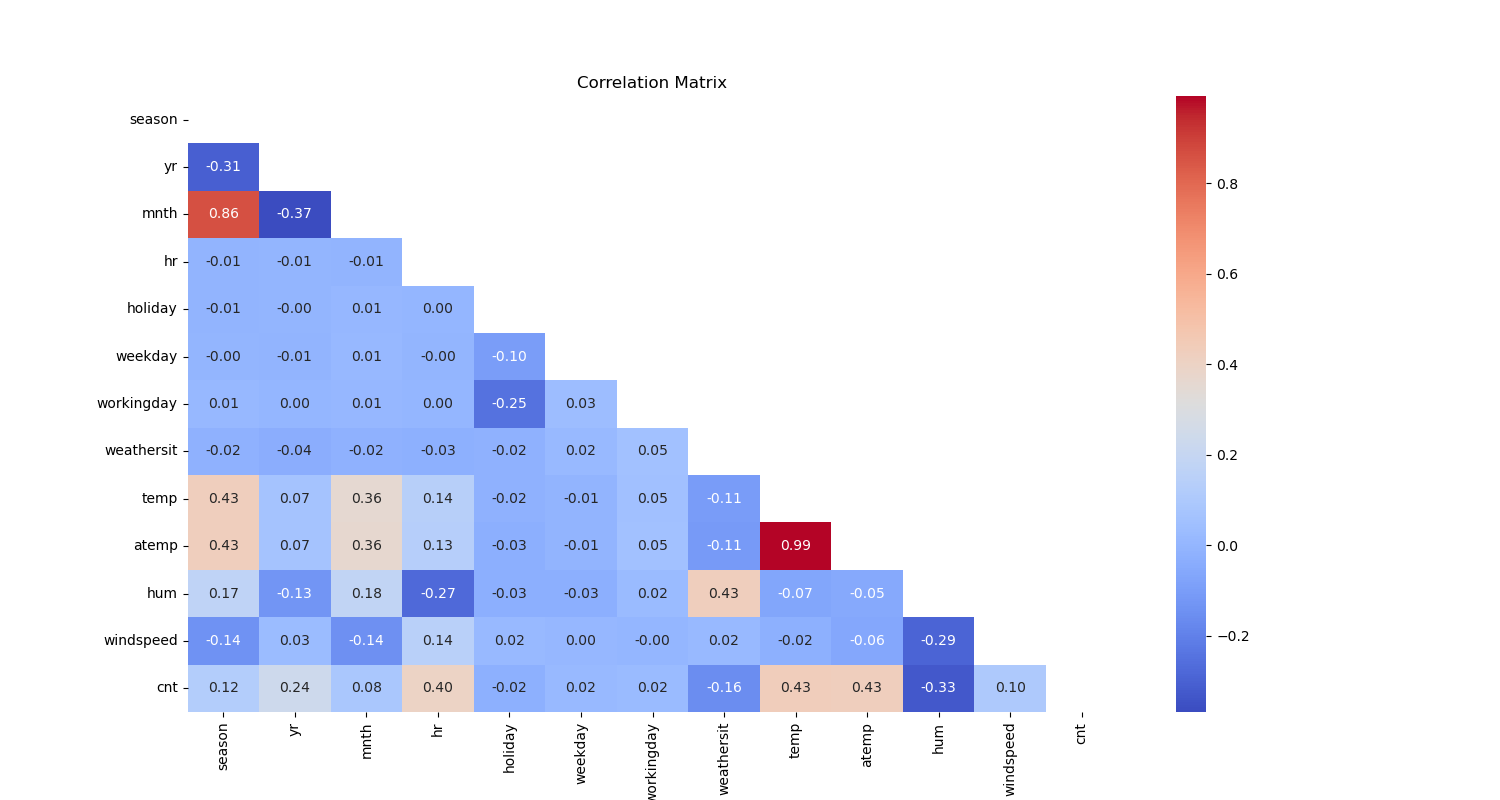 Correlation Matrix
season
yr -0.31
mnth 0.86 -0.37
hr -0.01 -0.01 -0.01
holiday -0.01 -0.00 0.01 0.00
weekday -0.00 -0.01 0.01 -0.00 -0.10
workingday 0.01 0.00 0.01 0.00 -0.25 0.03
weathersit -0.02 -0.04 -0.02 -0.03 -0.02 0.02 0.05
temp 0.43 0.07 0.36 0.14 -0.02 -0.01 0.05 -0.11
atemp 0.43 0.07 0.36 0.13 -0.03 -0.01 0.05 -0.11 0.99
hum 0.17 -0.13 0.18 -0.27 -0.03 -0.03 0.02 0.43 -0.07 -0.05
windspeed -0.14 0.03 -0.14 0.14 0.02 0.00 -0.00 0.02 -0.02 -0.06 -0.29
cnt 0.12 0.24 0.08 0.40 -0.02 0.02 0.02 -0.16 0.43 0.43 -0.33 0.10
season yr mnth hr holiday weekday workingday weathersit temp atemp hum windspeed cnt
0.8
0.6
0.4
0.2
0.0
−0.2